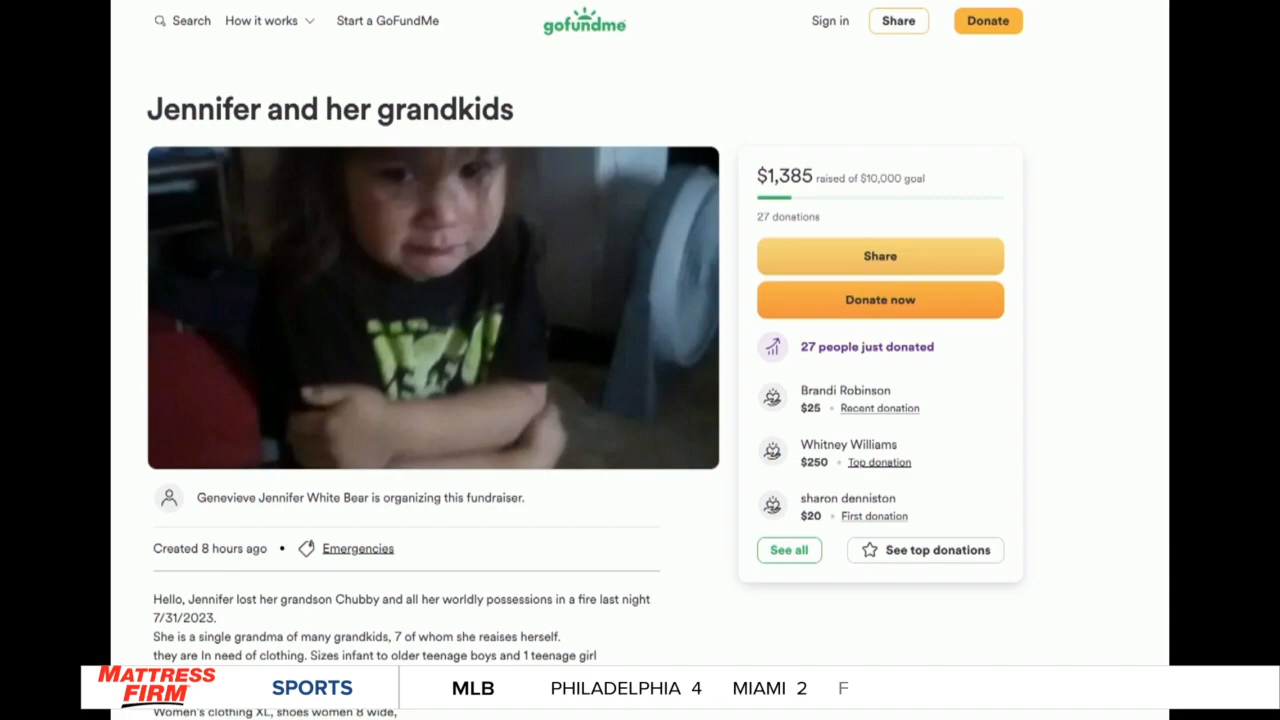 Search How it works Start a GoFundMe gofundme Sign in Share Donate
Jennifer and her grandkids
$1,385 raised of $10,000 goal
27 donations
Share
Donate now
27 people just donated
Brandi Robinson
$25 • Recent donation
Whitney Williams
$250 • Top donation
sharon denniston
$20 • First donation
See all See top donations
Genevieve Jennifer White Bear is organizing this fundraiser.
Created 8 hours ago • Emergencies
Hello, Jennifer lost her grandson Chubby and all her worldly possessions in a fire last night
7/31/2023.
She is a single grandma of many grandkids, 7 of whom she reaises herself.
they are In need of clothing. Sizes infant to older teenage boys and 1 teenage girl
MATTRESS
FIRM
SPORTS MLB PHILADELPHIA 4 MIAMI 2 F
Women's clothing XL, shoes women 8 wide,